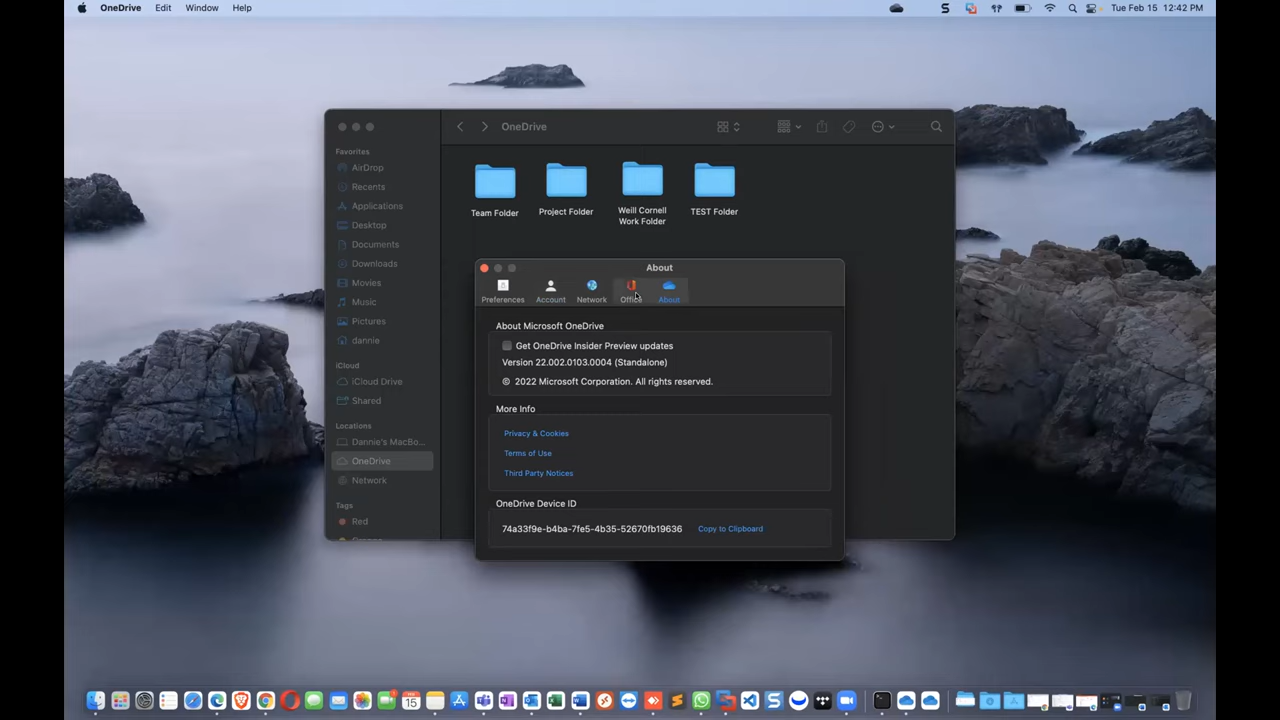 OneDrive Edit Window Help
Tue Feb 15 12:42 PM
OneDrive
Favorites
AirDrop
Recents
Applications
Desktop
Documents
Downloads
Movies
Music
Pictures
dannie
iCloud
iCloud Drive
Shared
Locations
Dannie's MacBo...
OneDrive
Network
Tags
Red
Team Folder
Project Folder
Weill Cornell
Work Folder
TEST Folder
About
Preferences Account Network Office About
About Microsoft OneDrive
Get OneDrive Insider Preview updates
Version 22.002.0103.0004 (Standalone)
© 2022 Microsoft Corporation. All rights reserved.
More Info
Privacy & Cookies
Terms of Use
Third Party Notices
OneDrive Device ID
74a33f9e-b4ba-7fe5-4b35-52670fb19636 Copy to Clipboard